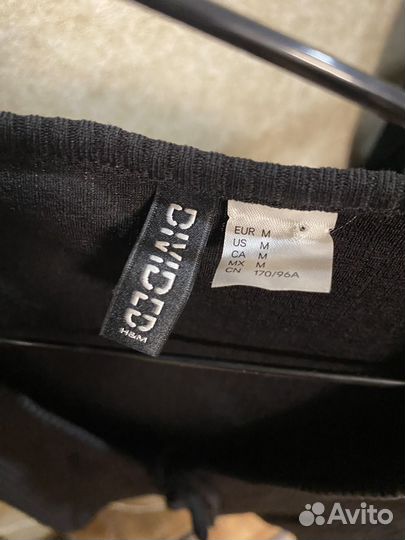 DIVIDED
H&M
EUR M
US M
CA M
MX M
CN 170/96A
Avito